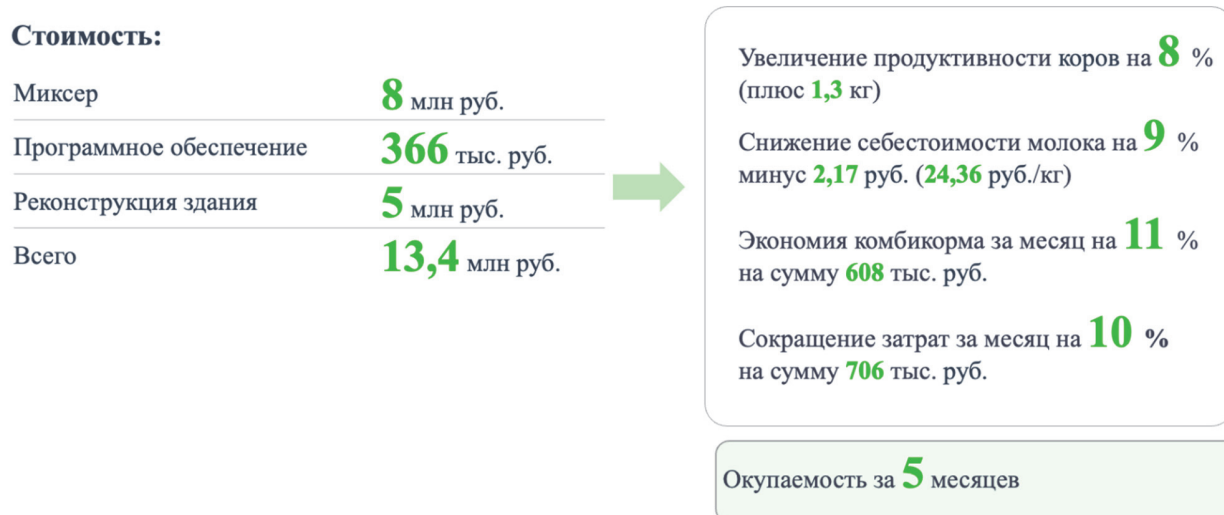 Стоимость:
Миксер 8 млн руб.
Программное обеспечение 366 тыс. руб.
Реконструкция здания 5 млн руб.
Всего 13,4 млн руб.
Увеличение продуктивности коров на 8 %
(плюс 1,3 кг)
Снижение себестоимости молока на 9 %
минус 2,17 руб. (24,36 руб./кг)
Экономия комбикорма за месяц на 11 %
на сумму 608 тыс. руб.
Сокращение затрат за месяц на 10 %
на сумму 706 тыс. руб.
Окупаемость за 5 месяцев